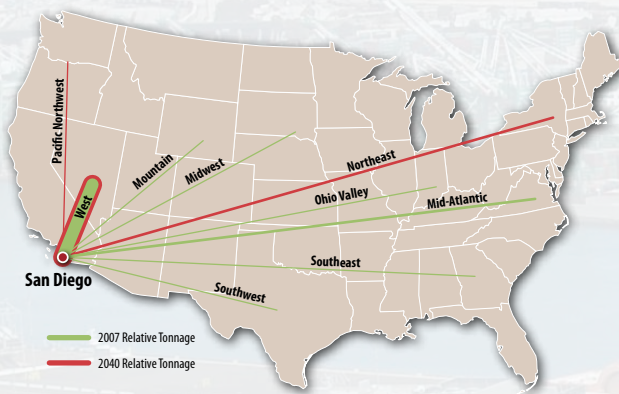 Pacific Northwest
Mountain
Midwest
Northeast
West
Ohio Valley
Mid-Atlantic
San Diego
Southeast
Southwest
2007 Relative Tonnage
2040 Relative Tonnage